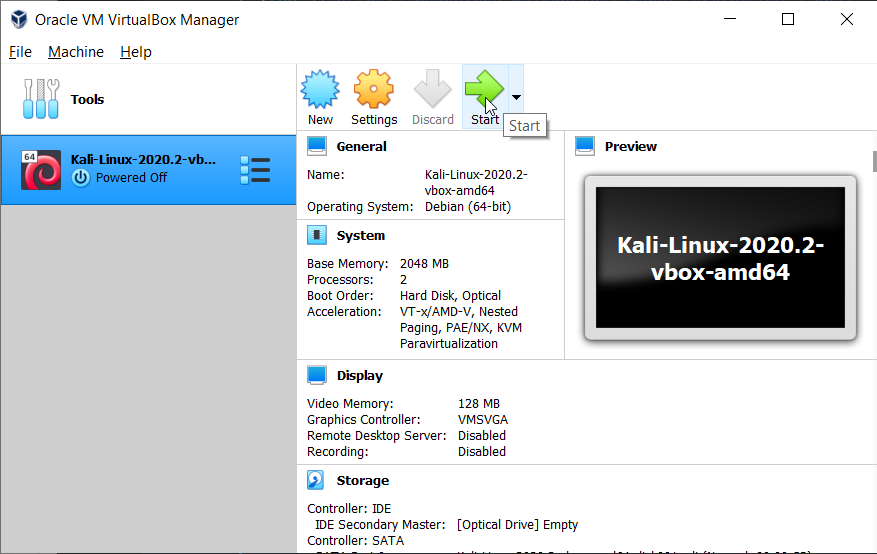 Oracle VM VirtualBox Manager
File Machine Help
Tools
64
Kali-Linux-2020.2-vb...
Powered Off
New
Settings
Discard
Start
Start
General
Name: Kali-Linux-2020.2-
vbox-amd64
Operating System: Debian (64-bit)
Preview
Kali-Linux-2020.2-
vbox-amd64
System
Base Memory: 2048 MB
Processors: 2
Boot Order: Hard Disk, Optical
Acceleration: VT-x/AMD-V, Nested
Paging, PAE/NX, KVM
Paravirtualization
Display
Video Memory: 128 MB
Graphics Controller: VMSVGA
Remote Desktop Server: Disabled
Recording: Disabled
Storage
Controller: IDE
IDE Secondary Master: [Optical Drive] Empty
Controller: SATA